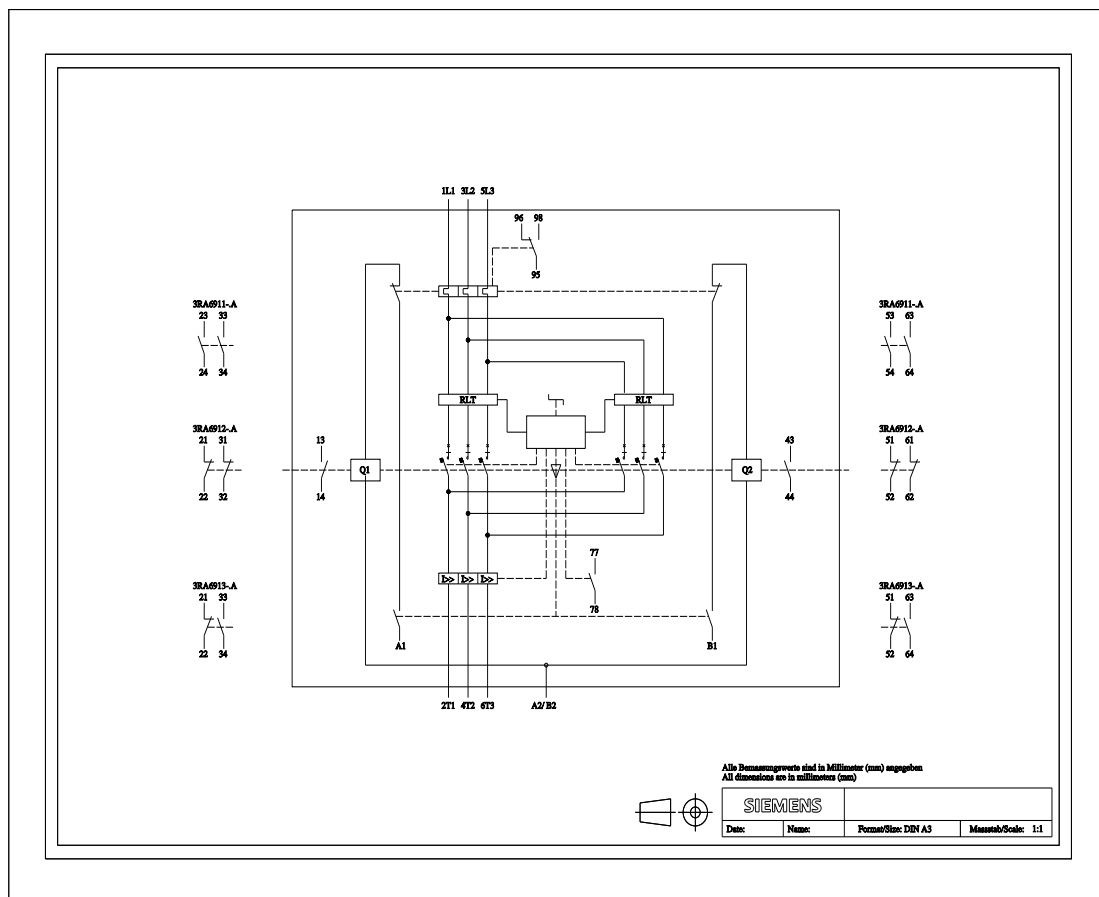 1L1 3L2 5L3
96 98
95
3RA6911-.A
23 33
24 34
3RA6911-.A
53 63
54 64
RLT
RLT
3RA6912-.A
21 31
22 32
13
14
Q1
Q2
43
44
3RA6912-.A
51 61
52 62
I>> I>> I>>
77
78
3RA6913-.A
21 33
22 34
3RA6913-.A
51 63
52 64
A1
B1
2T1 4T2 6T3
A2/ B2
Alle Bemassungswerte sind in Millimeter (mm) angegeben
All dimensions are in millimeters (mm)
SIEMENS
Date: Name: Format/Size: DIN A3 Massstab/Scale: 1:1